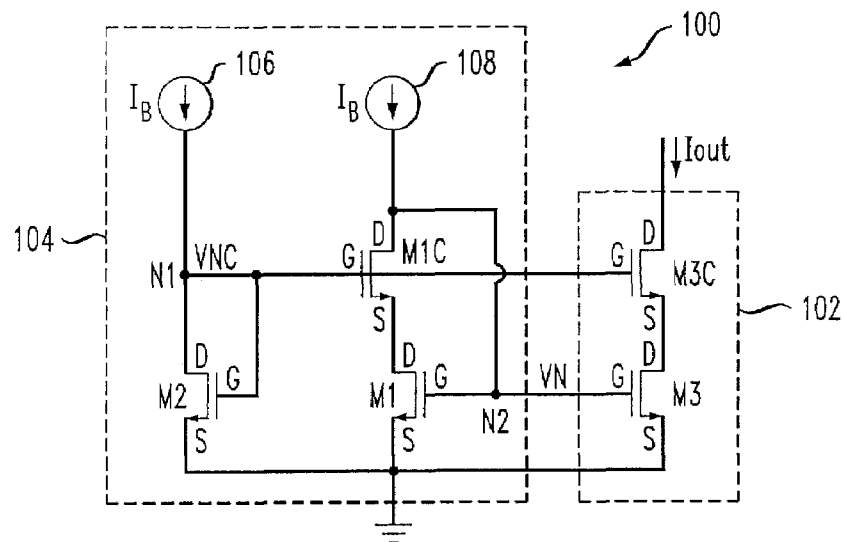 100
106
108
I_B
I_B
Iout
104
VNC
N1
G
D
M1C
S
G
D
M3C
S
102
D
G
M2
S
D
G
M1
S
N2
VN
D
G
M3
S